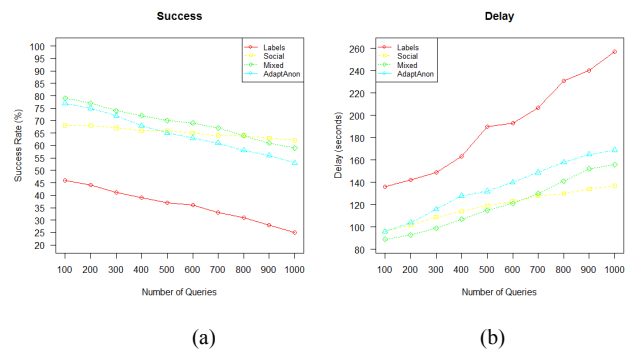 Success
Success Rate (%)
100
95
90
85
80
75
70
65
60
55
50
45
40
35
30
25
20
Labels
Social
Mixed
AdaptAnon
100 200 300 400 500 600 700 800 900 1000
Number of Queries
(a)
Delay
Delay (seconds)
260
240
220
200
180
160
140
120
100
80
Labels
Social
Mixed
AdaptAnon
100 200 300 400 500 600 700 800 900 1000
Number of Queries
(b)